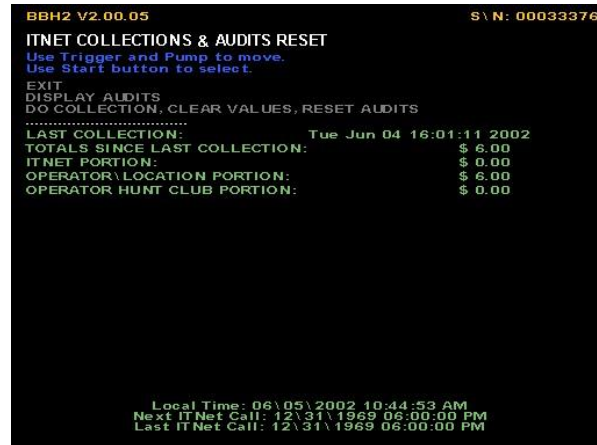 BBH2 V2.00.05 S\N: 00033376
ITNET COLLECTIONS & AUDITS RESET
Use Trigger and Pump to move.
Use Start button to select.
EXIT
DISPLAY AUDITS
DO COLLECTION, CLEAR VALUES, RESET AUDITS
LAST COLLECTION: Tue Jun 04 16:01:11 2002
TOTALS SINCE LAST COLLECTION: $ 6.00
ITNET PORTION: $ 0.00
OPERATOR\LOCATION PORTION: $ 6.00
OPERATOR HUNT CLUB PORTION: $ 0.00
Local Time: 06\05\2002 10:44:53 AM
Next ITNet Call: 12\31\1969 06:00:00 PM
Last ITNet Call: 12\31\1969 06:00:00 PM